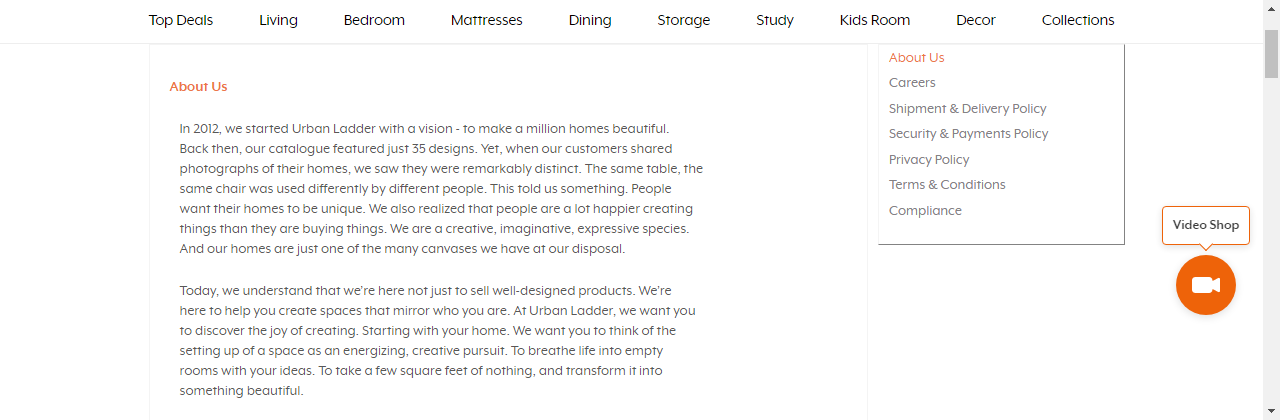 Top Deals Living Bedroom Mattresses Dining Storage Study Kids Room Decor Collections
About Us
In 2012, we started Urban Ladder with a vision - to make a million homes beautiful.
Back then, our catalogue featured just 35 designs. Yet, when our customers shared
photographs of their homes, we saw they were remarkably distinct. The same table, the
same chair was used differently by different people. This told us something. People
want their homes to be unique. We also realized that people are a lot happier creating
things than they are buying things. We are a creative, imaginative, expressive species.
And our homes are just one of the many canvases we have at our disposal.
Today, we understand that we're here not just to sell well-designed products. We're
here to help you create spaces that mirror who you are. At Urban Ladder, we want you
to discover the joy of creating. Starting with your home. We want you to think of the
setting up of a space as an energizing, creative pursuit. To breathe life into empty
rooms with your ideas. To take a few square feet of nothing, and transform it into
something beautiful.
About Us
Careers
Shipment & Delivery Policy
Security & Payments Policy
Privacy Policy
Terms & Conditions
Compliance
Video Shop